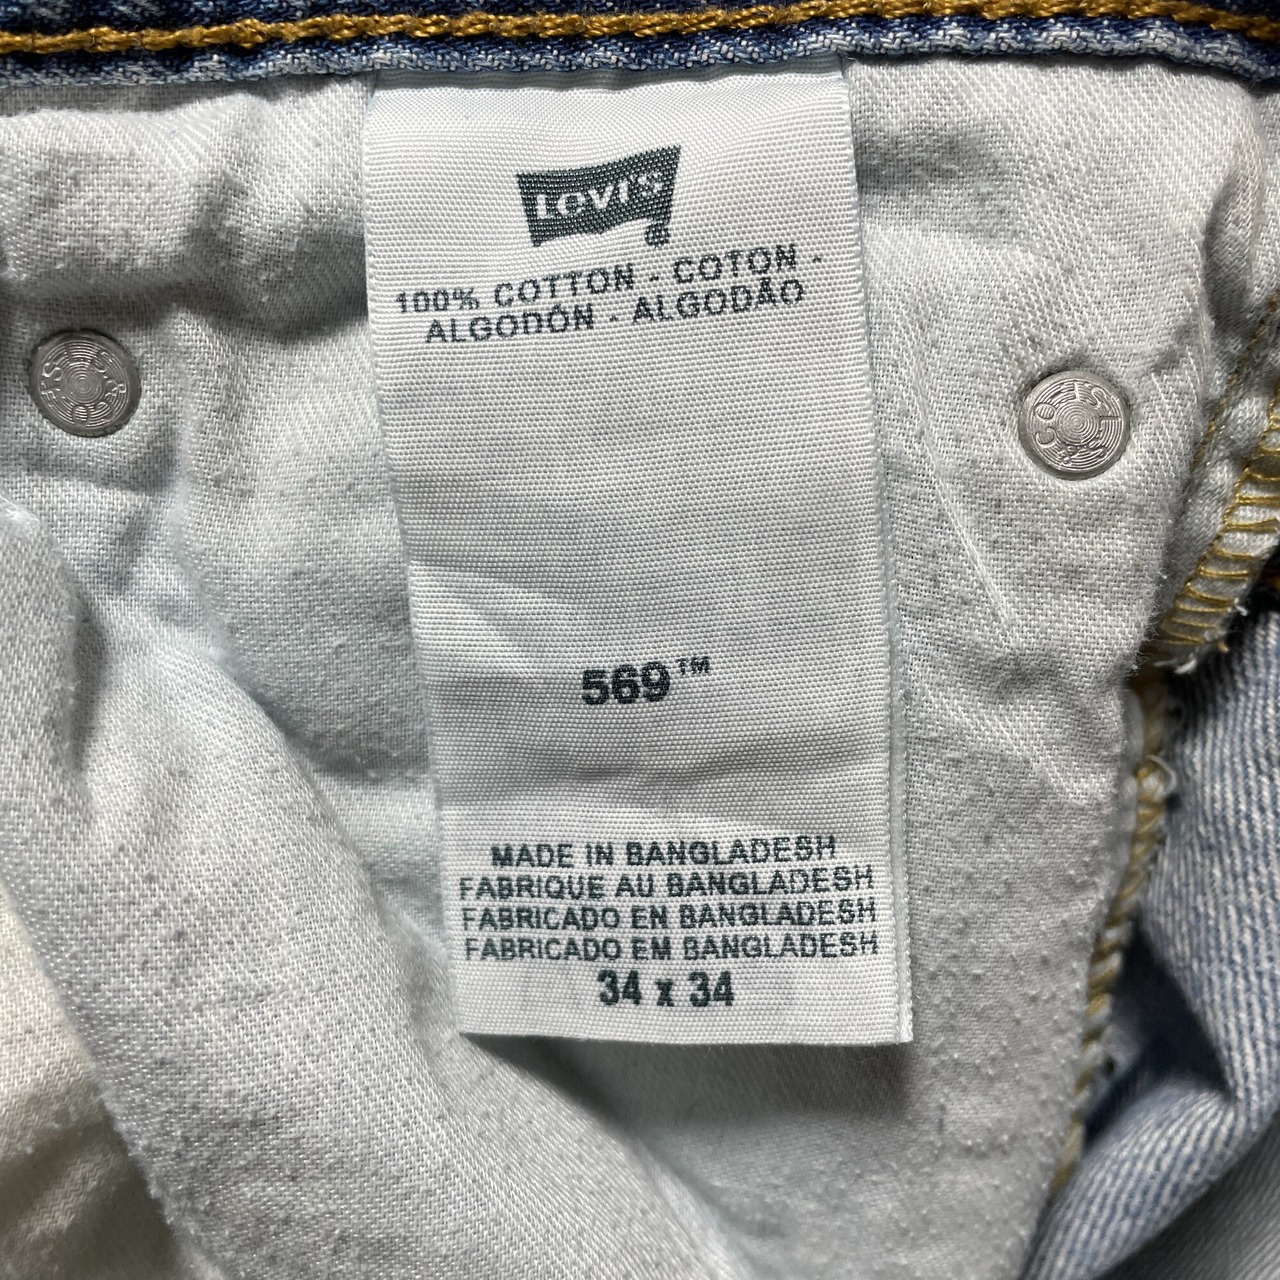 LEVI'S
100% COTTON - COTON -
ALGODÓN - ALGODÃO
569™
MADE IN BANGLADESH
FABRIQUE AU BANGLADESH
FABRICADO EN BANGLADESH
FABRICADO EM BANGLADESH
34 x 34